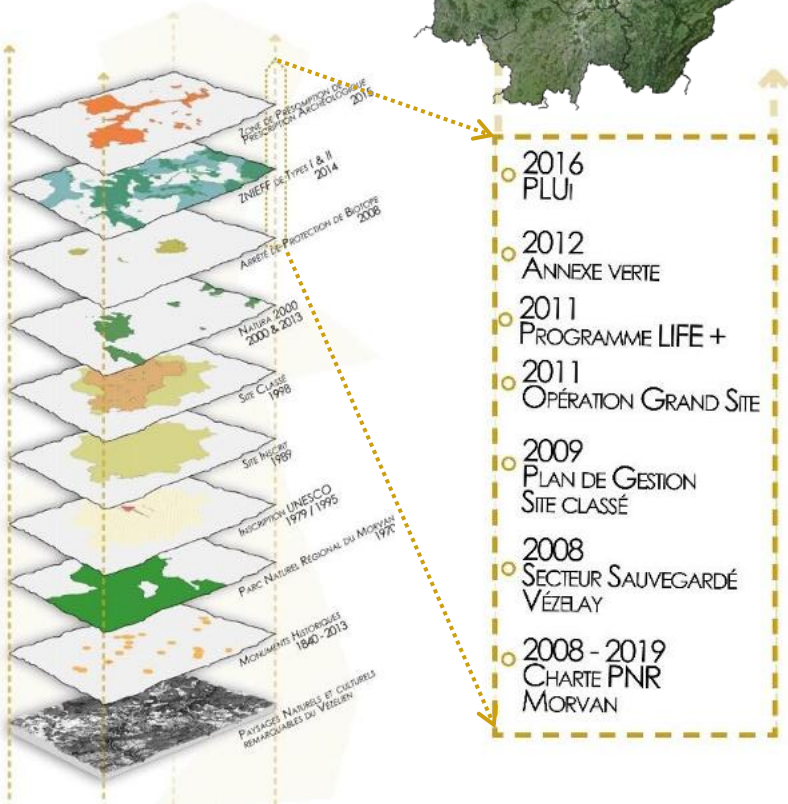 Zone de Présomption de
Prescription Archéologique
2015
ZNIEFF de Types I & II
2014
Arrêté de Protection de Biotope
2008
Natura 2000
2000 & 2013
Site Classé
1998
Site Inscrit
1989
Inscription UNESCO
1979 / 1995
Parc Naturel Régional du Morvan
1970
Monuments Historiques
1840 - 2013
Paysages Naturels et culturels
remarquables du Vézelien
2016
PLUi
2012
Annexe verte
2011
Programme LIFE +
2011
Opération Grand Site
2009
Plan de Gestion
Site classé
2008
Secteur Sauvegardé
Vézelay
2008 - 2019
Charte PNR
Morvan